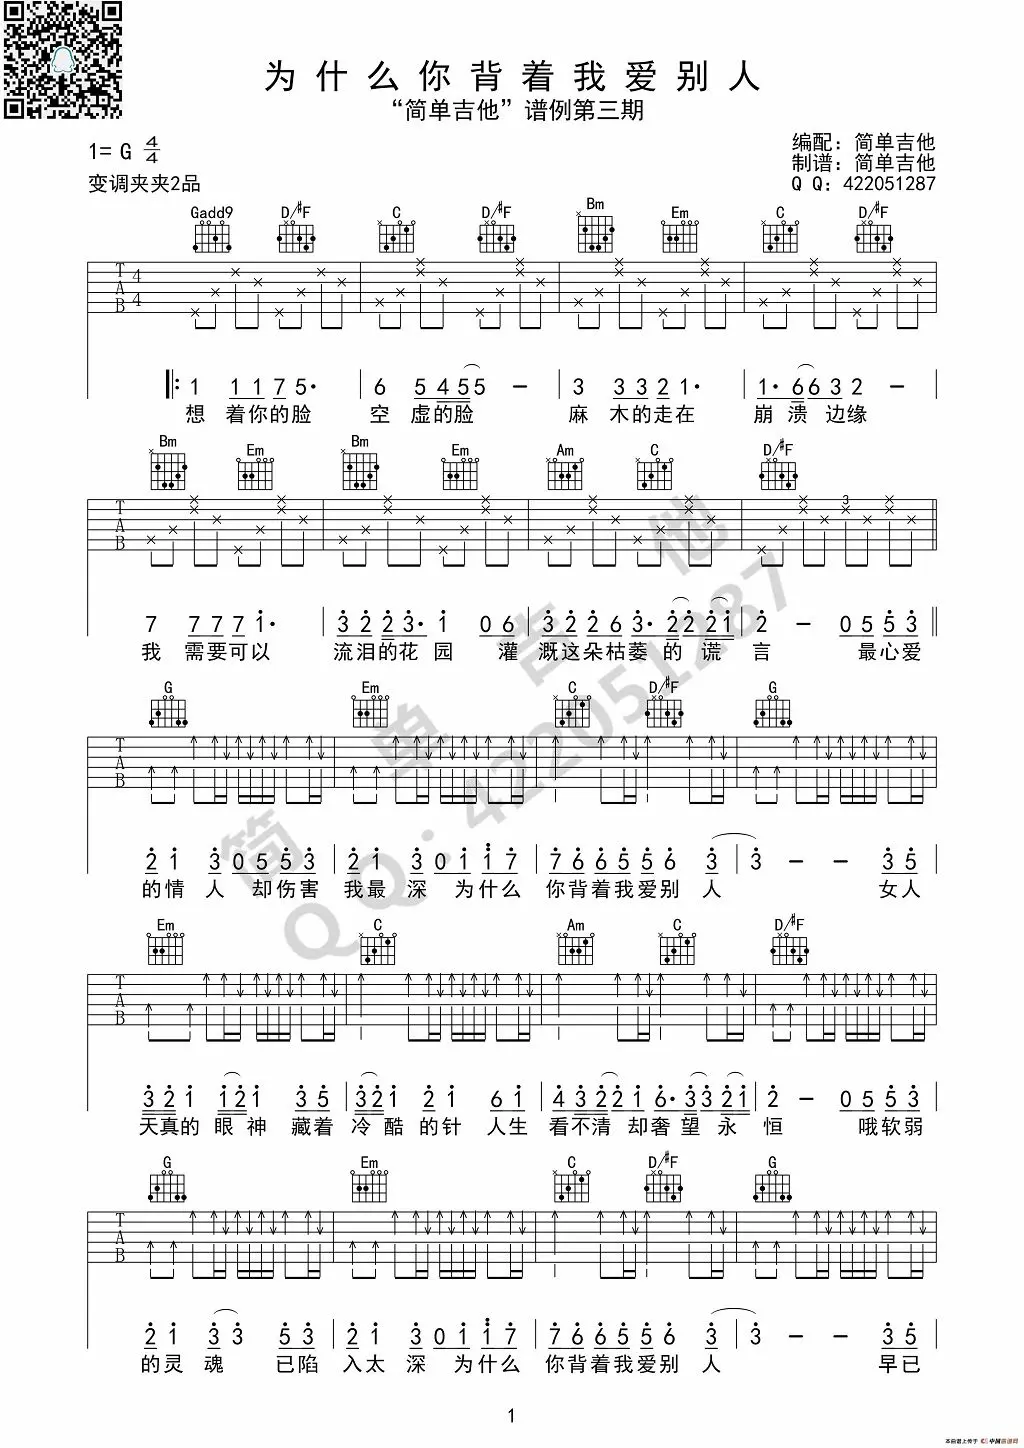 为什么你背着我爱别人
“简单吉他”谱例第三期
1= G 4/4
编配：简单吉他
制谱：简单吉他
变调夹夹2品
QQ：422051287
Gadd9 D/#F C D/#F Bm Em C D/#F
T A B 4 4
1 1 1 7 5· 6 5 4 5 5 - 3 3 3 2 1· 1· 6 6 3 2 -
想 着你的脸 空 虚的脸 麻 木的走在 崩 溃 边缘
Bm Em Bm Em Am C D/#F
T A B 3
7 7 7 7 1· 3 2 2 3· 1 0 6 3 2 2 6 3· 2 2 2 2 1 2 - 0 5 5 3
我 需要可以 流泪的花 园 灌 溉这朵枯萎 的 谎 言 最心爱
G Em C D/#F G
T A B
2 1 3 0 5 5 3 2 1 3 0 1 1 7 7 6 6 5 5 6 3 3 - - 3 5
的情 人 却伤害 我最 深 为什么 你背着我爱别 人 女人
Em C Am C D/#F
T A B
3 2 1 1 2 1 3 5 3 2 1 2 1 6 1 4 3 2 2 1 6· 3 3 2 1 2 - 0 5 5 3
天真的 眼 神 藏着 冷 酷 的针 人生 看不清 却奢 望 永 恒 哦软弱
G Em C D/#F G
T A B
2 1 3 3 5 3 2 1 3 0 1 1 7 7 6 6 5 5 6 3 3 - - 3 5
的灵 魂 已陷 入太 深 为什么 你背着我爱别 人 早已
简单吉他
QQ：422051287
1
本曲谱上传于 中国曲谱网